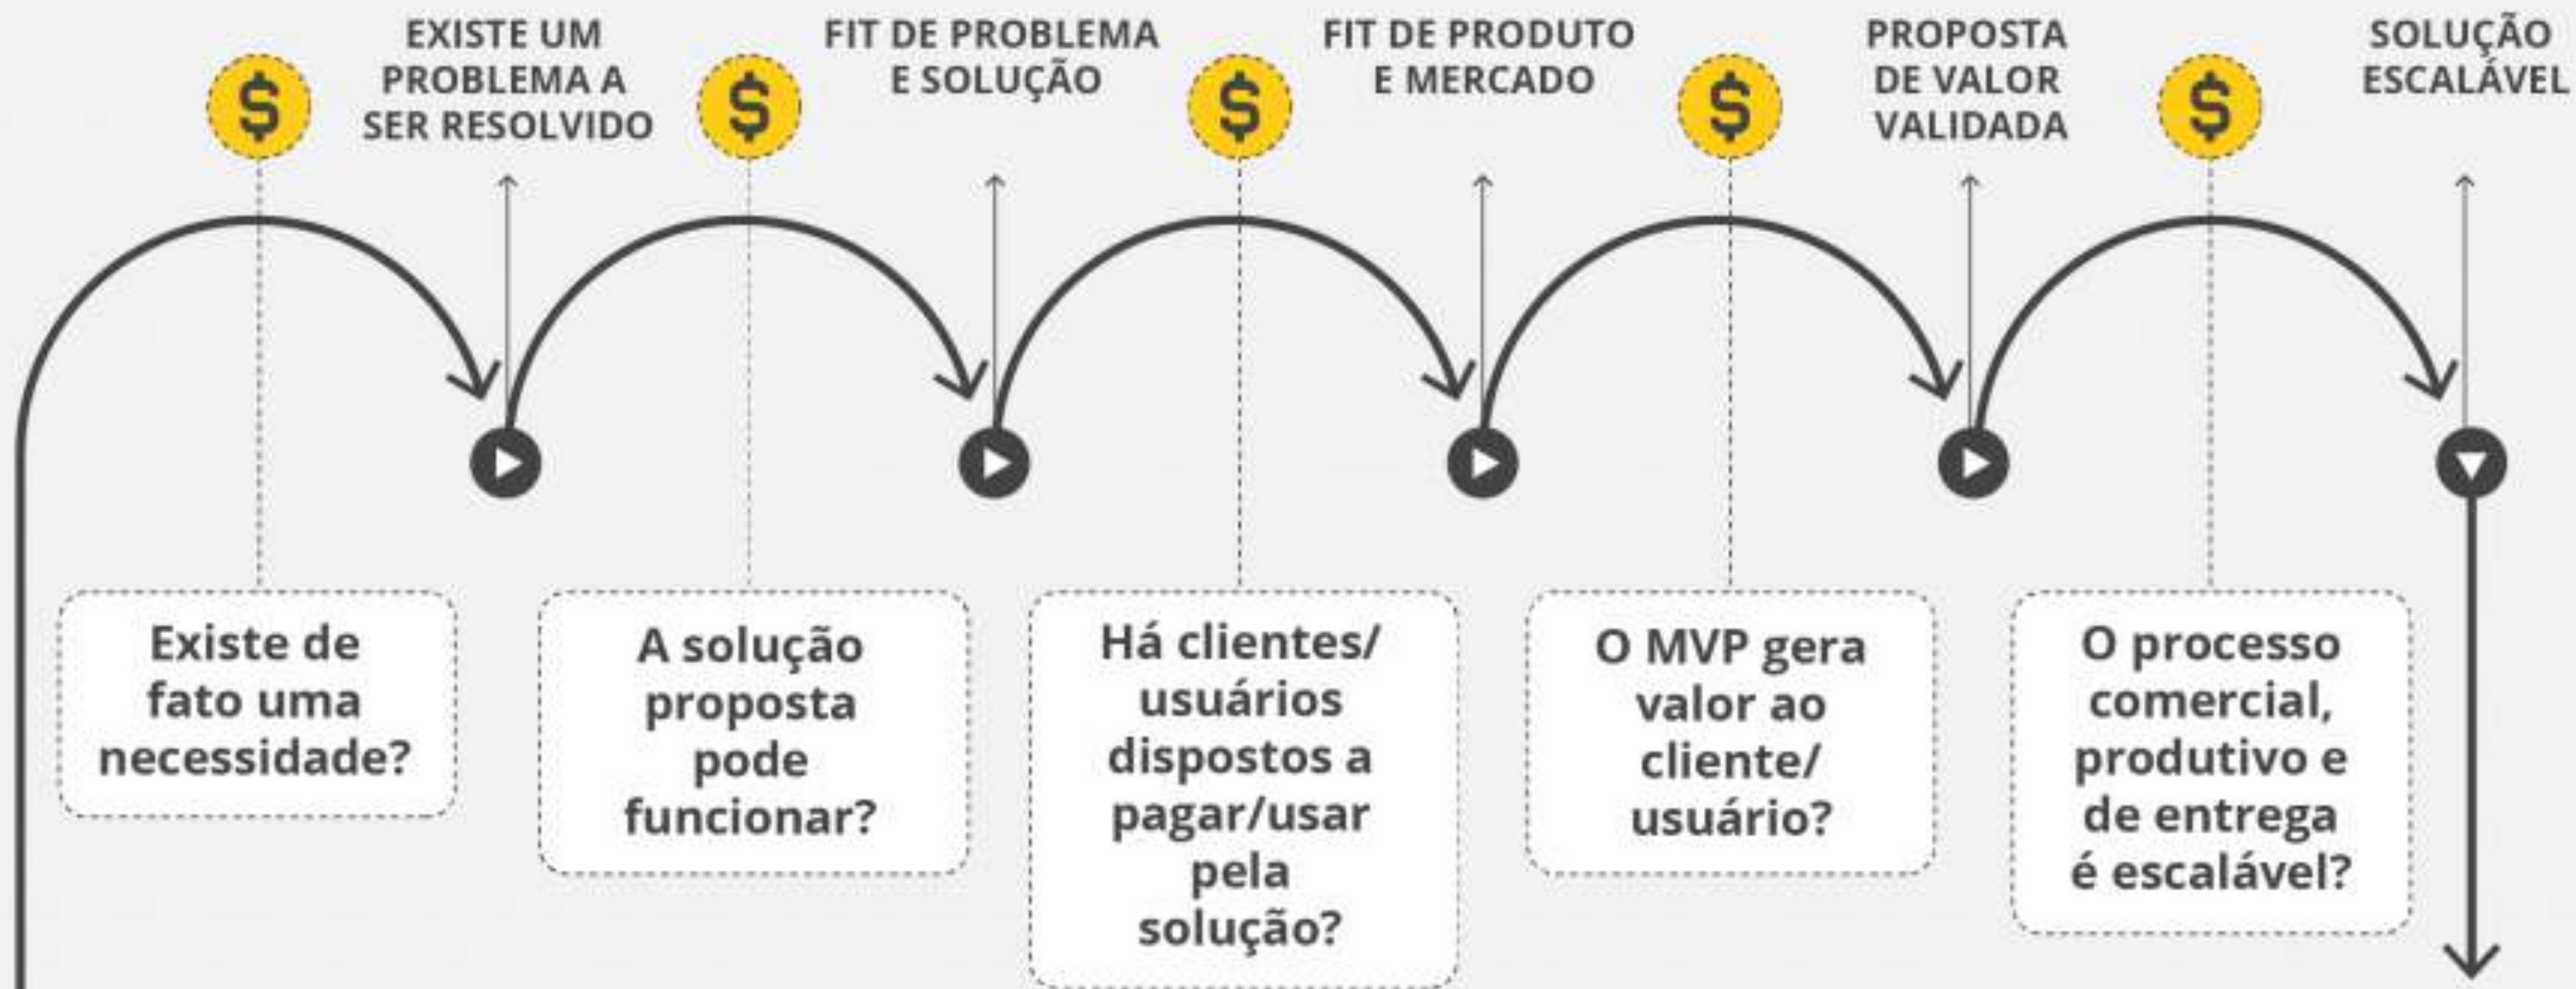 EXISTE UM
PROBLEMA A
SER RESOLVIDO
FIT DE PROBLEMA
E SOLUÇÃO
FIT DE PRODUTO
E MERCADO
PROPOSTA
DE VALOR
VALIDADA
SOLUÇÃO
ESCALÁVEL
$
$
$
$
$
Existe de
fato uma
necessidade?
A solução
proposta
pode
funcionar?
Há clientes/
usuários
dispostos a
pagar/usar
pela
solução?
O MVP gera
valor ao
cliente/
usuário?
O processo
comercial,
produtivo e
de entrega
é escalável?